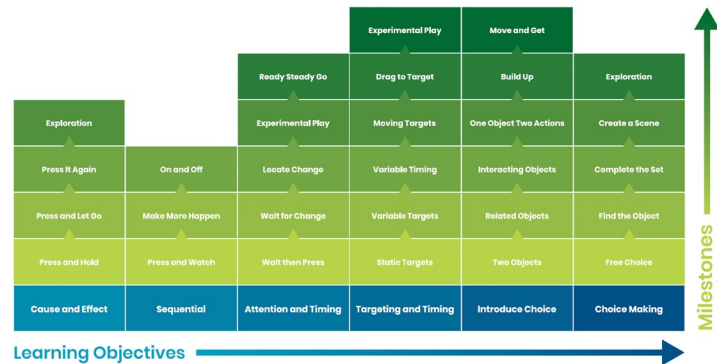 Experimental Play Move and Get
Ready Steady Go Drag to Target Build Up Exploration
Exploration Experimental Play Moving Targets One Object Two Actions Create a Scene
Press It Again On and Off Locate Change Variable Timing Interacting Objects Complete the Set
Press and Let Go Make More Happen Wait for Change Variable Targets Related Objects Find the Object
Press and Hold Press and Watch Wait then Press Static Targets Two Objects Free Choice
Cause and Effect Sequential Attention and Timing Targeting and Timing Introduce Choice Choice Making
Learning Objectives
Milestones